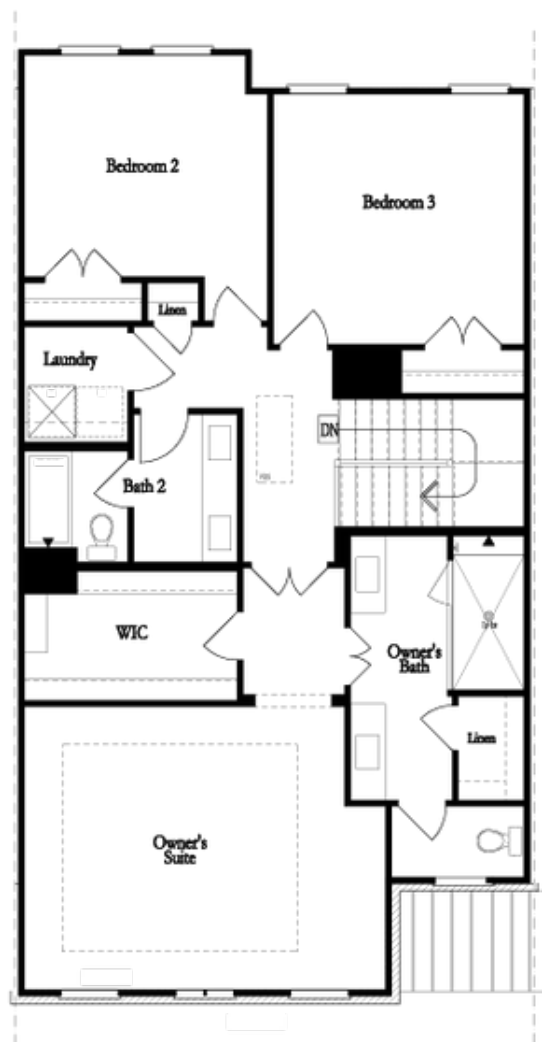 Bedroom 2
Bedroom 3
Linen
Laundry
DN
Bath 2
WIC
Owner's
Bath
Linen
Owner's
Suite